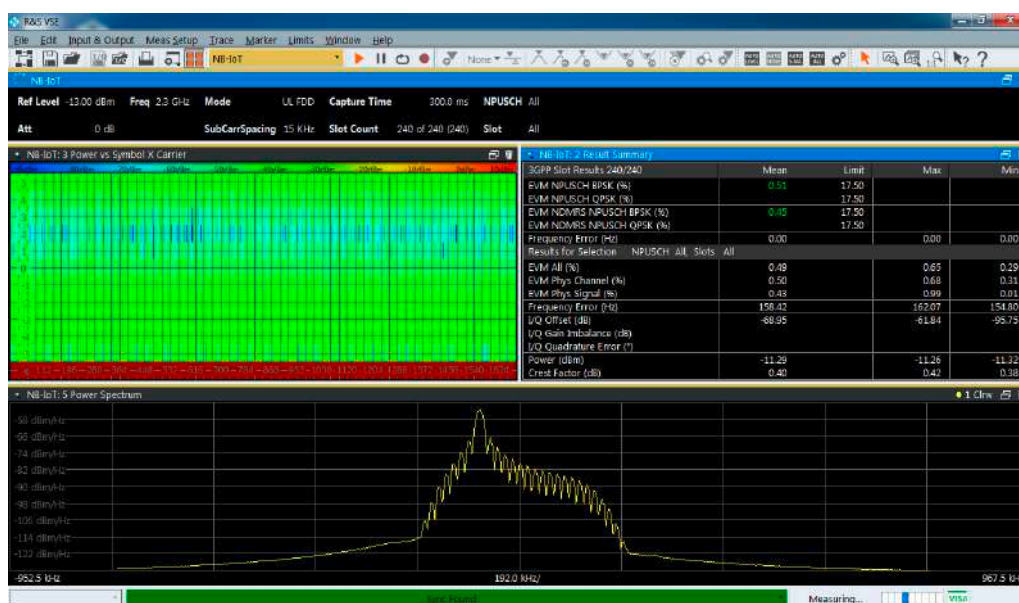 R&S VSE
File Edit Input & Output Meas Setup Trace Marker Limits Window Help
NB-IoT None
NB-IoT
Ref Level -13.00 dBm Freq 2.3 GHz Mode UL FDD Capture Time 300.0 ms NPUSCH All
Att 0 dB SubCarrSpacing 15 KHz Slot Count 240 of 240 (240) Slot All
NB-IoT: 3 Power vs Symbol X Carrier
NB-IoT: 2 Result Summary
3GPP Slot Results 240/240 Mean Limit Max Min
EVM NPUSCH BPSK (%) 0.51 17.50
EVM NPUSCH QPSK (%) 17.50
EVM NDMRS NPUSCH BPSK (%) 0.45 17.50
EVM NDMRS NPUSCH QPSK (%) 17.50
Frequency Error (Hz) 0.00 0.00 0.00
Results for Selection NPUSCH All, Slots All
EVM All (%) 0.49 0.65 0.29
EVM Phys Channel (%) 0.50 0.68 0.31
EVM Phys Signal (%) 0.43 0.99 0.01
Frequency Error (Hz) 158.42 162.07 154.80
I/Q Offset (dB) -68.95 -61.84 -95.75
I/Q Gain Imbalance (dB)
I/Q Quadrature Error (°)
Power (dBm) -11.29 -11.26 -11.32
Crest Factor (dB) 0.40 0.42 0.38
NB-IoT: 5 Power Spectrum 1 Clrw
-58 dBm/Hz
-66 dBm/Hz
-74 dBm/Hz
-82 dBm/Hz
-90 dBm/Hz
-98 dBm/Hz
-106 dBm/Hz
-114 dBm/Hz
-122 dBm/Hz
-952.5 kHz 192.0 kHz/ 967.5 kH
Sync Found
Measuring... VISA